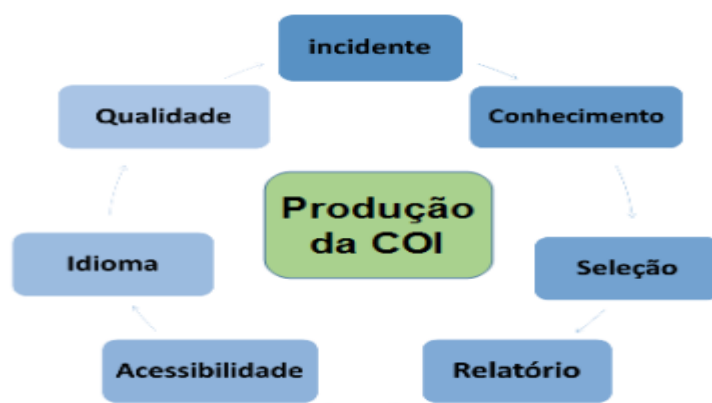 incidente
Qualidade
Conhecimento
Produção
da COI
Idioma
Seleção
Acessibilidade
Relatório